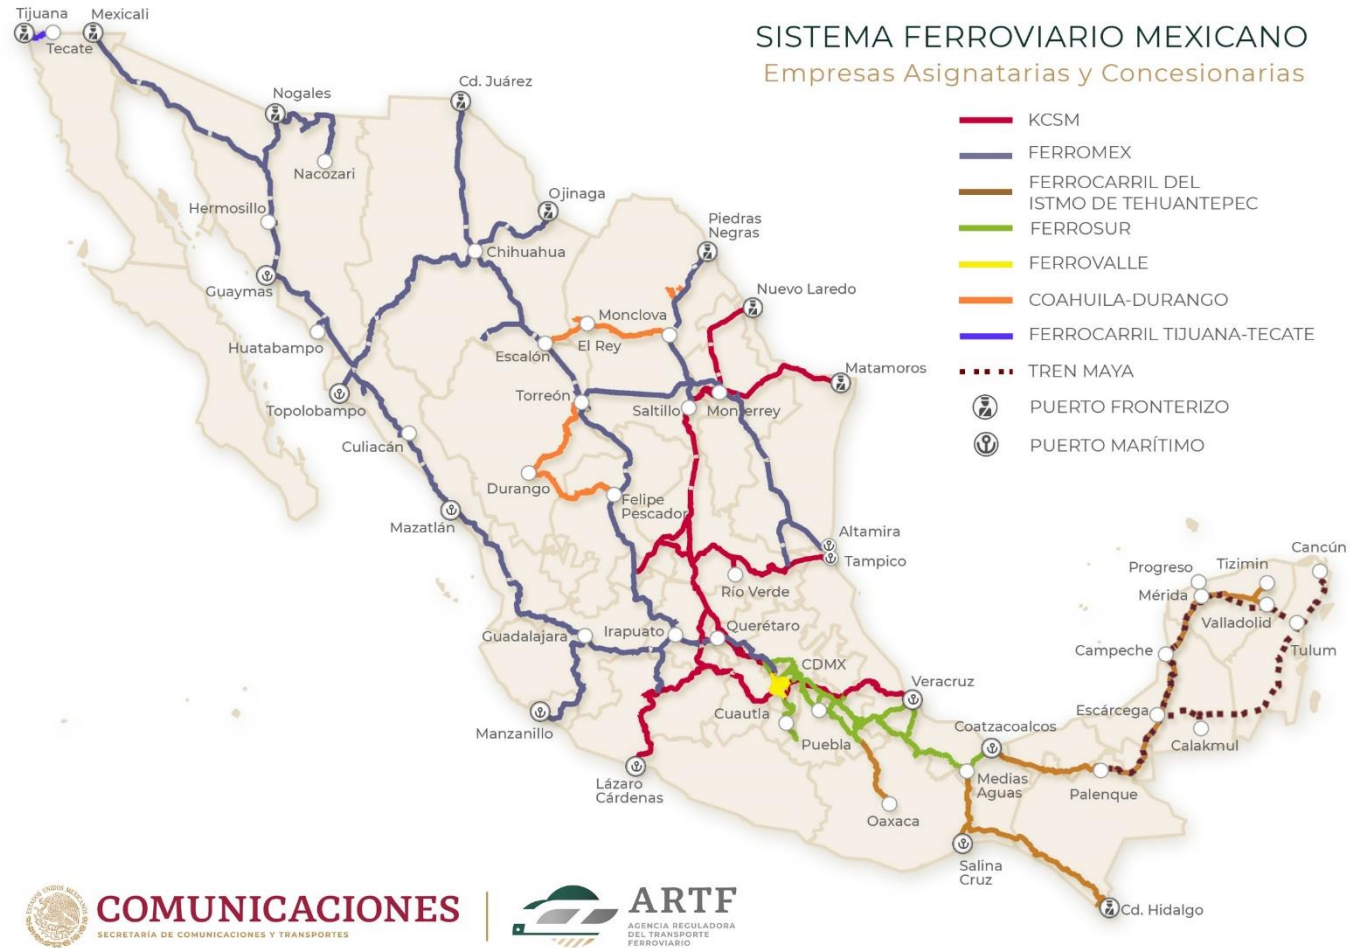 SISTEMA FERROVIARIO MEXICANO
Empresas Asignatarias y Concesionarias
KCSM
FERROMEX
FERROCARRIL DEL
ISTMO DE TEHUANTEPEC
FERROSUR
FERROVALLE
COAHUILA-DURANGO
FERROCARRIL TIJUANA-TECATE
TREN MAYA
PUERTO FRONTERIZO
PUERTO MARÍTIMO
Tijuana
Mexicali
Tecate
Nogales
Cd. Juárez
Nacozari
Ojinaga
Hermosillo
Piedras
Negras
Chihuahua
Guaymas
Nuevo Laredo
Monclova
Huatabampo
El Rey
Escalón
Matamoros
Torreón
Saltillo
Monterrey
Topolobampo
Culiacán
Durango
Felipe
Pescador
Mazatlán
Altamira
Tampico
Río Verde
Cancún
Tizimin
Progreso
Mérida
Valladolid
Guadalajara
Irapuato
Querétaro
Tulum
Campeche
CDMX
Veracruz
Cuautla
Escárcega
Manzanillo
Puebla
Coatzacoalcos
Calakmul
Lázaro
Cárdenas
Medias
Aguas
Palenque
Oaxaca
Salina
Cruz
Cd. Hidalgo
ESTADOS UNIDOS MEXICANOS
COMUNICACIONES
SECRETARÍA DE COMUNICACIONES Y TRANSPORTES
ARTF
AGENCIA REGULADORA
DEL TRANSPORTE
FERROVIARIO